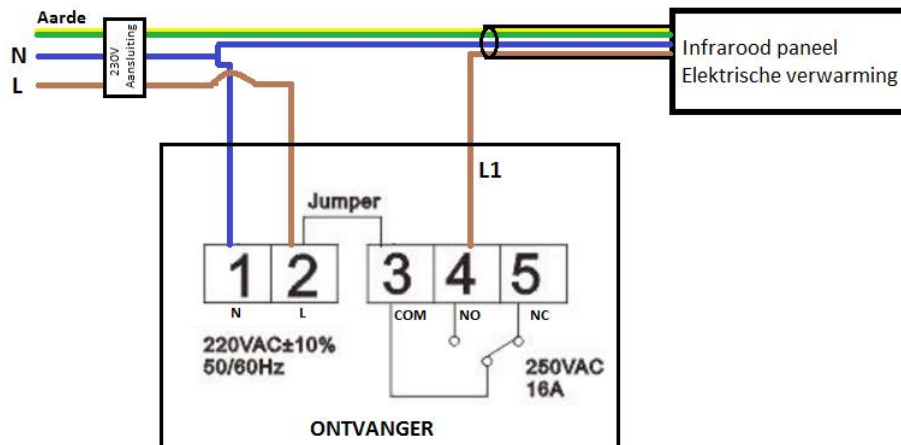 Aarde
N
L
230V
Aansluiting
Infrarood paneel
Elektrische verwarming
L1
Jumper
1 2 3 4 5
N L COM NO NC
220VAC±10%
50/60Hz
250VAC
16A
ONTVANGER